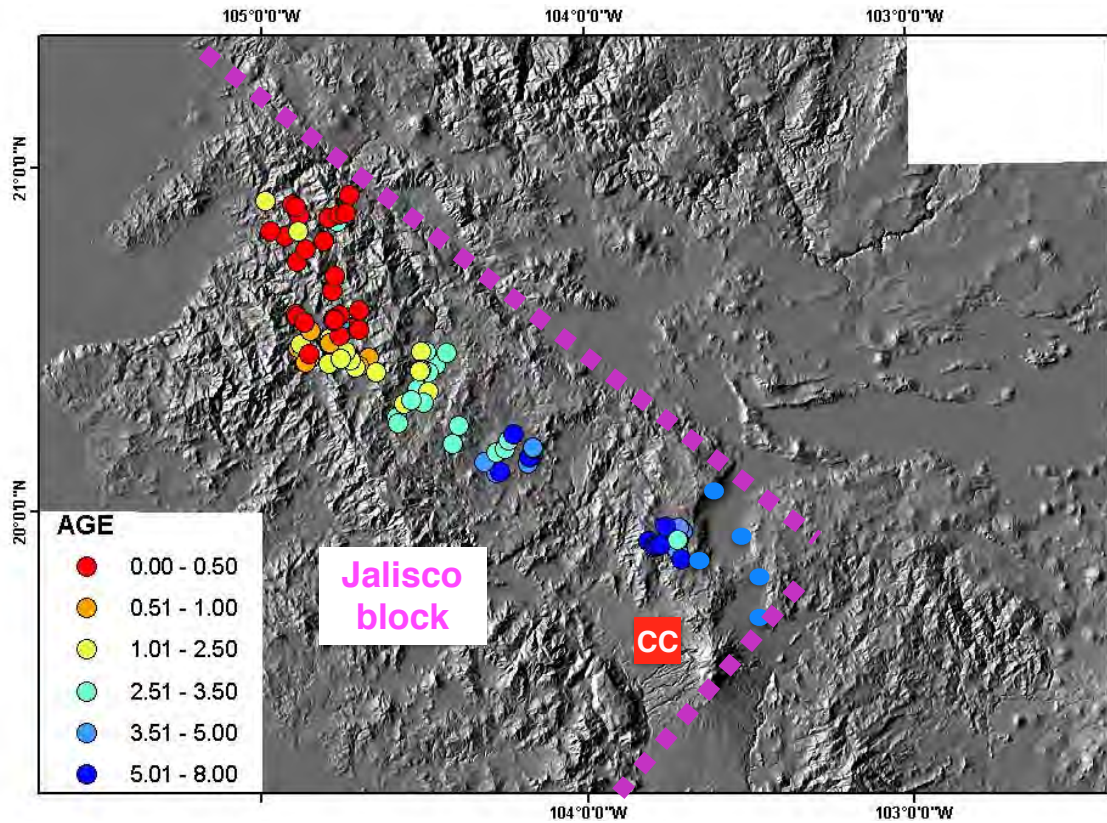 105°0'0"W
104°0'0"W
103°0'0"W
21°0'0"N
20°0'0"N
AGE
0.00 - 0.50
0.51 - 1.00
1.01 - 2.50
2.51 - 3.50
3.51 - 5.00
5.01 - 8.00
Jalisco
block
CC
104°0'0"W
103°0'0"W